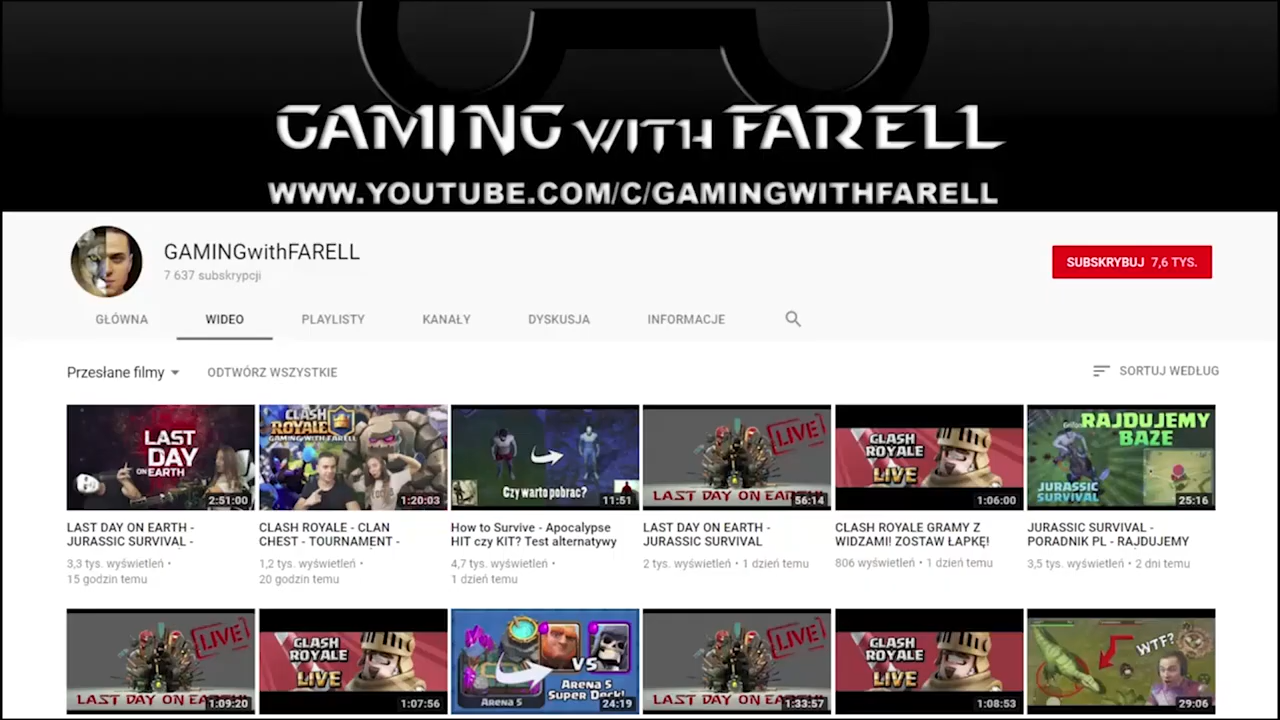 GAMING WITH FARELL
WWW.YOUTUBE.COM/C/GAMINGWITHFARELL
GAMINGwithFARELL
7 637 subskrypcji
SUBSKRYBUJ 7,6 TYS.
GŁÓWNA WIDEO PLAYLISTY KANAŁY DYSKUSJA INFORMACJE
Przesłane filmy ODTWÓRZ WSZYSTKIE SORTUJ WEDŁUG
LAST
DAY
ON EARTH
2:51:00
CLASH
ROYALE
GAMING WITH FARELL
1:20:03
Czy warto pobrać?
11:51
LIVE
LAST DAY ON EARTH
56:14
CLASH
ROYALE
LIVE
1:06:00
RAJDUJEMY
BAZE
JURASSIC
SURVIVAL
25:16
LAST DAY ON EARTH -
JURASSIC SURVIVAL -
3,3 tys. wyświetleń •
15 godzin temu
CLASH ROYALE - CLAN
CHEST - TOURNAMENT -
1,2 tys. wyświetleń •
20 godzin temu
How to Survive - Apocalypse
HIT czy KIT? Test alternatywy
4,7 tys. wyświetleń •
1 dzień temu
LAST DAY ON EARTH -
JURASSIC SURVIVAL
2 tys. wyświetleń • 1 dzień temu
CLASH ROYALE GRAMY Z
WIDZAMI! ZOSTAW ŁAPKĘ!
806 wyświetleń • 1 dzień temu
JURASSIC SURVIVAL -
PORADNIK PL - RAJDUJEMY
3,5 tys. wyświetleń • 2 dni temu
LIVE
LAST DAY ON EARTH
1:09:20
CLASH
ROYALE
LIVE
1:07:56
VS
Arena 5
Super Deck!
Arena 5
24:19
LIVE
LAST DAY ON EARTH
1:33:57
CLASH
ROYALE
LIVE
1:08:53
WTF?
29:06